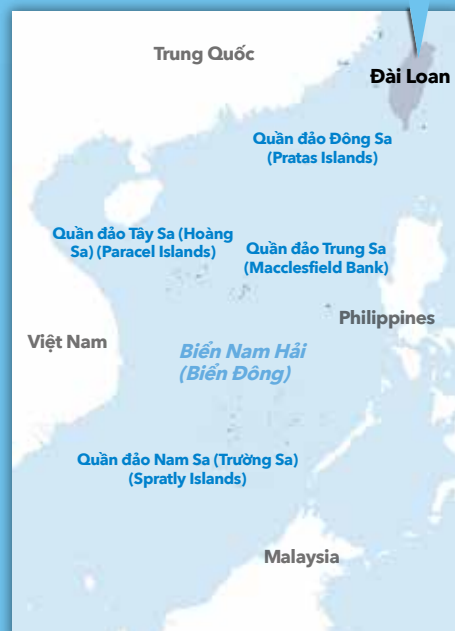 Trung Quốc
Đài Loan
Quần đảo Đông Sa
(Pratas Islands)
Quần đảo Tây Sa (Hoàng
Sa) (Paracel Islands)
Quần đảo Trung Sa
(Macclesfield Bank)
Philippines
Việt Nam
Biển Nam Hải
(Biển Đông)
Quần đảo Nam Sa (Trường Sa)
(Spratly Islands)
Malaysia